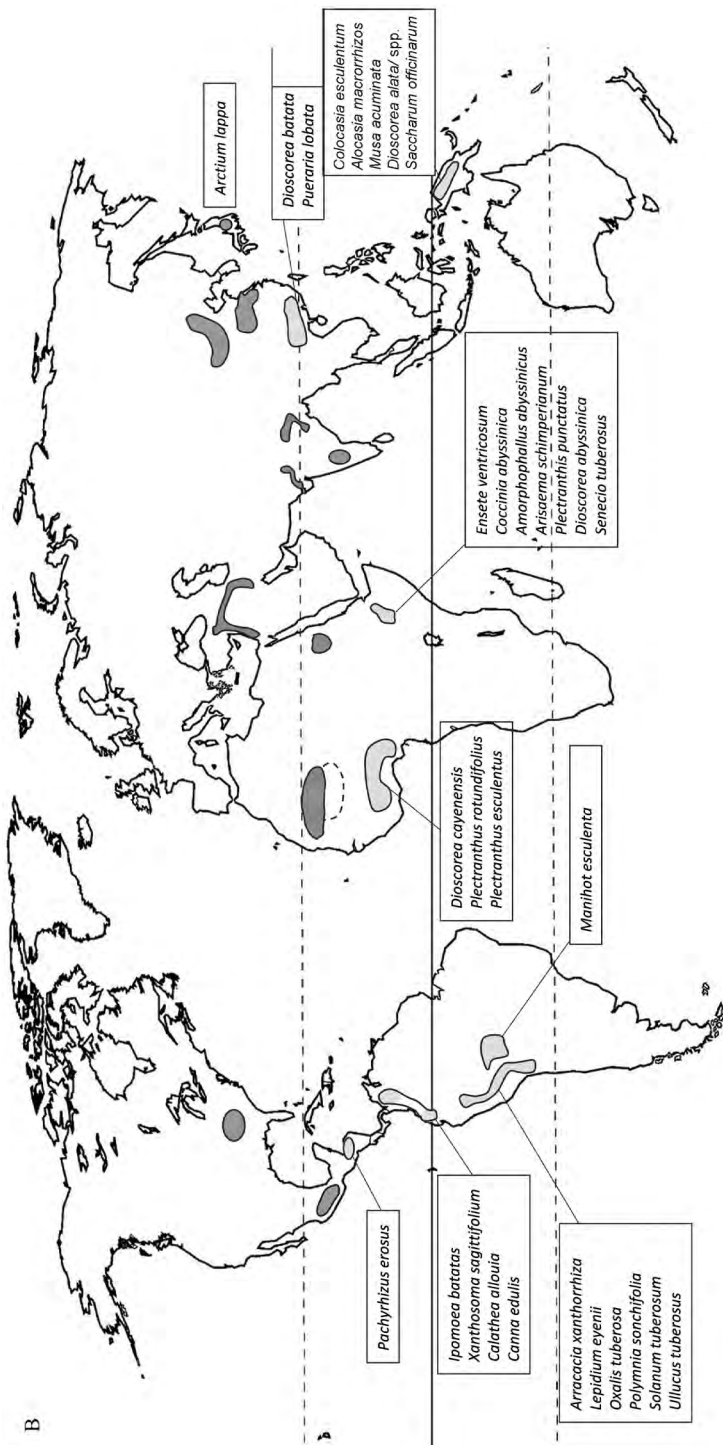 B
Arctium lappa
Dioscorea batata
Pueraria lobata
Colocasia esculentum
Alocasia macrorrhizos
Musa acuminata
Dioscorea alata/ spp.
Saccharum officinarum
Ensete ventricosum
Coccinia abyssinica
Amorphophallus abyssinicus
Arisaema schimperianum
Plectranthis punctatus
Dioscorea abyssinica
Senecio tuberosus
Dioscorea cayenensis
Plectranthus rotundifolius
Plectranthus esculentus
Manihot esculenta
Pachyrhizus erosus
Ipomoea batatas
Xanthosoma sagittifolium
Calathea allouia
Canna edulis
Arracacia xanthorrhiza
Lepidium eyenii
Oxalis tuberosa
Polymnia sonchifolia
Solanum tuberosum
Ullucus tuberosus